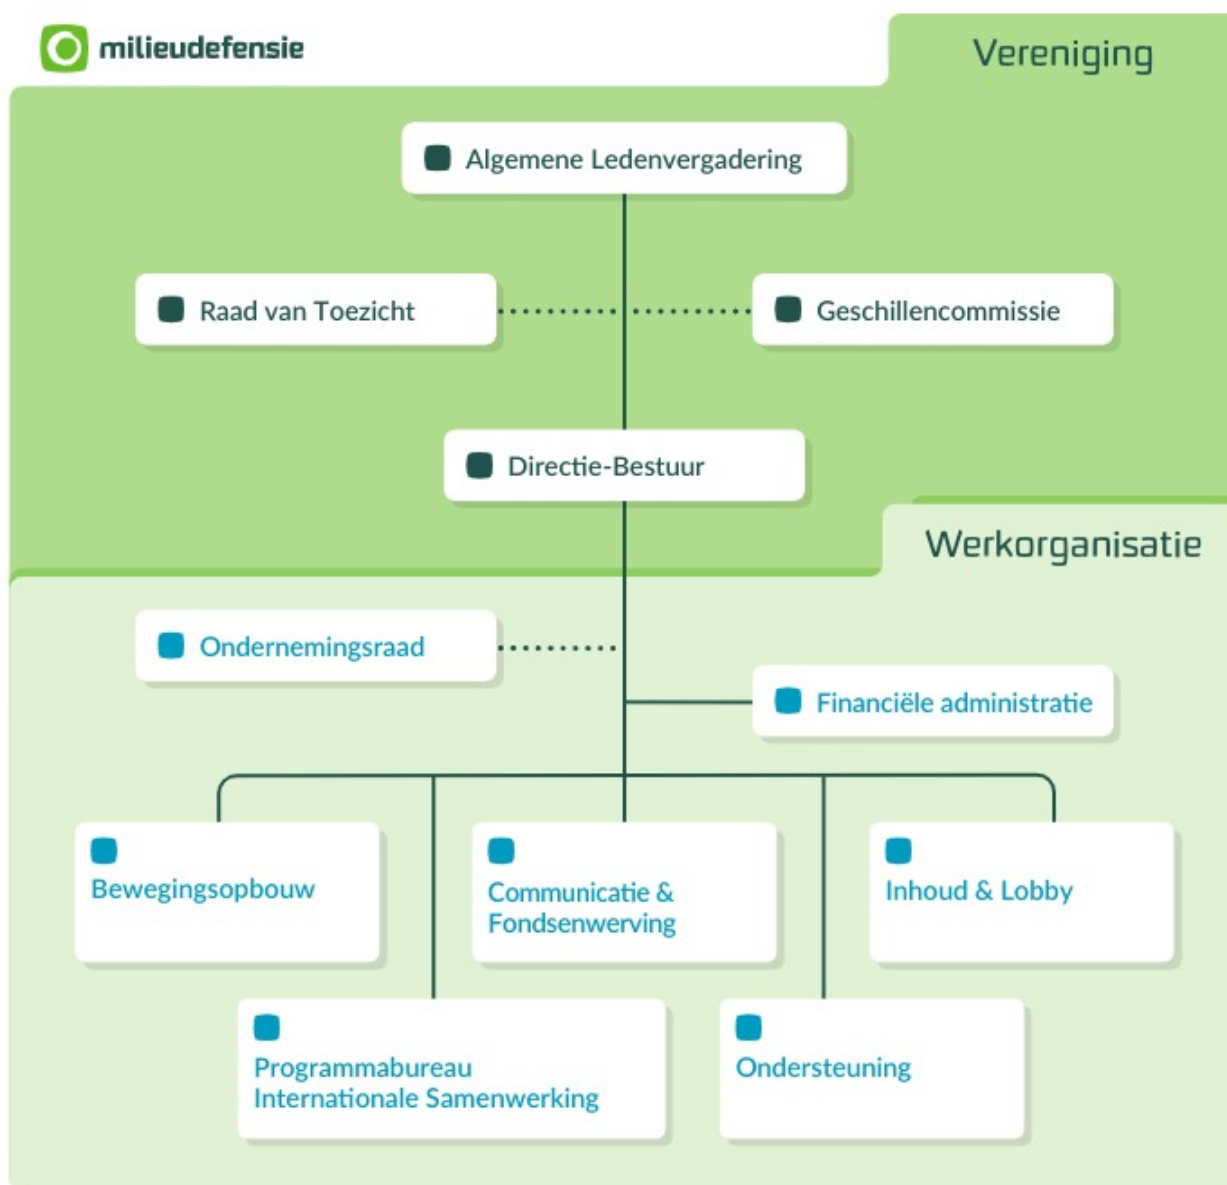 milieudefensie
Vereniging
Algemene Ledenvergadering
Raad van Toezicht
Geschillencommissie
Directie-Bestuur
Werkorganisatie
Ondernemingsraad
Financiële administratie
Bewegingsopbouw
Communicatie &
Fondsenwerving
Inhoud & Lobby
Programmabureau
Internationale Samenwerking
Ondersteuning